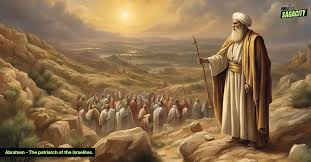 SAGACITY
Abraham - The patriarch of the Israelites.